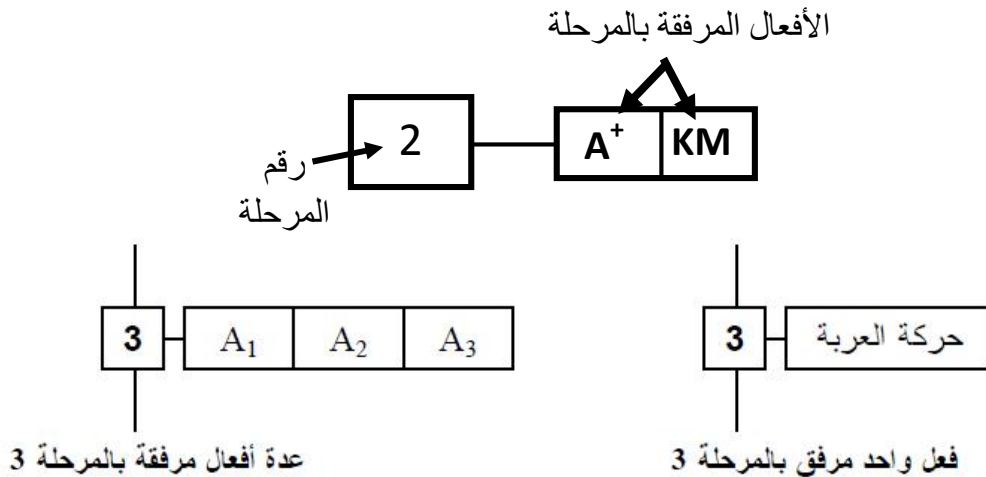 الأفعال المرفقة بالمرحلة
2
A+ KM
رقم
المرحلة
3 A1 A2 A3
3 حركة العربة
عدة أفعال مرفقة بالمرحلة 3
فعل واحد مرفق بالمرحلة 3